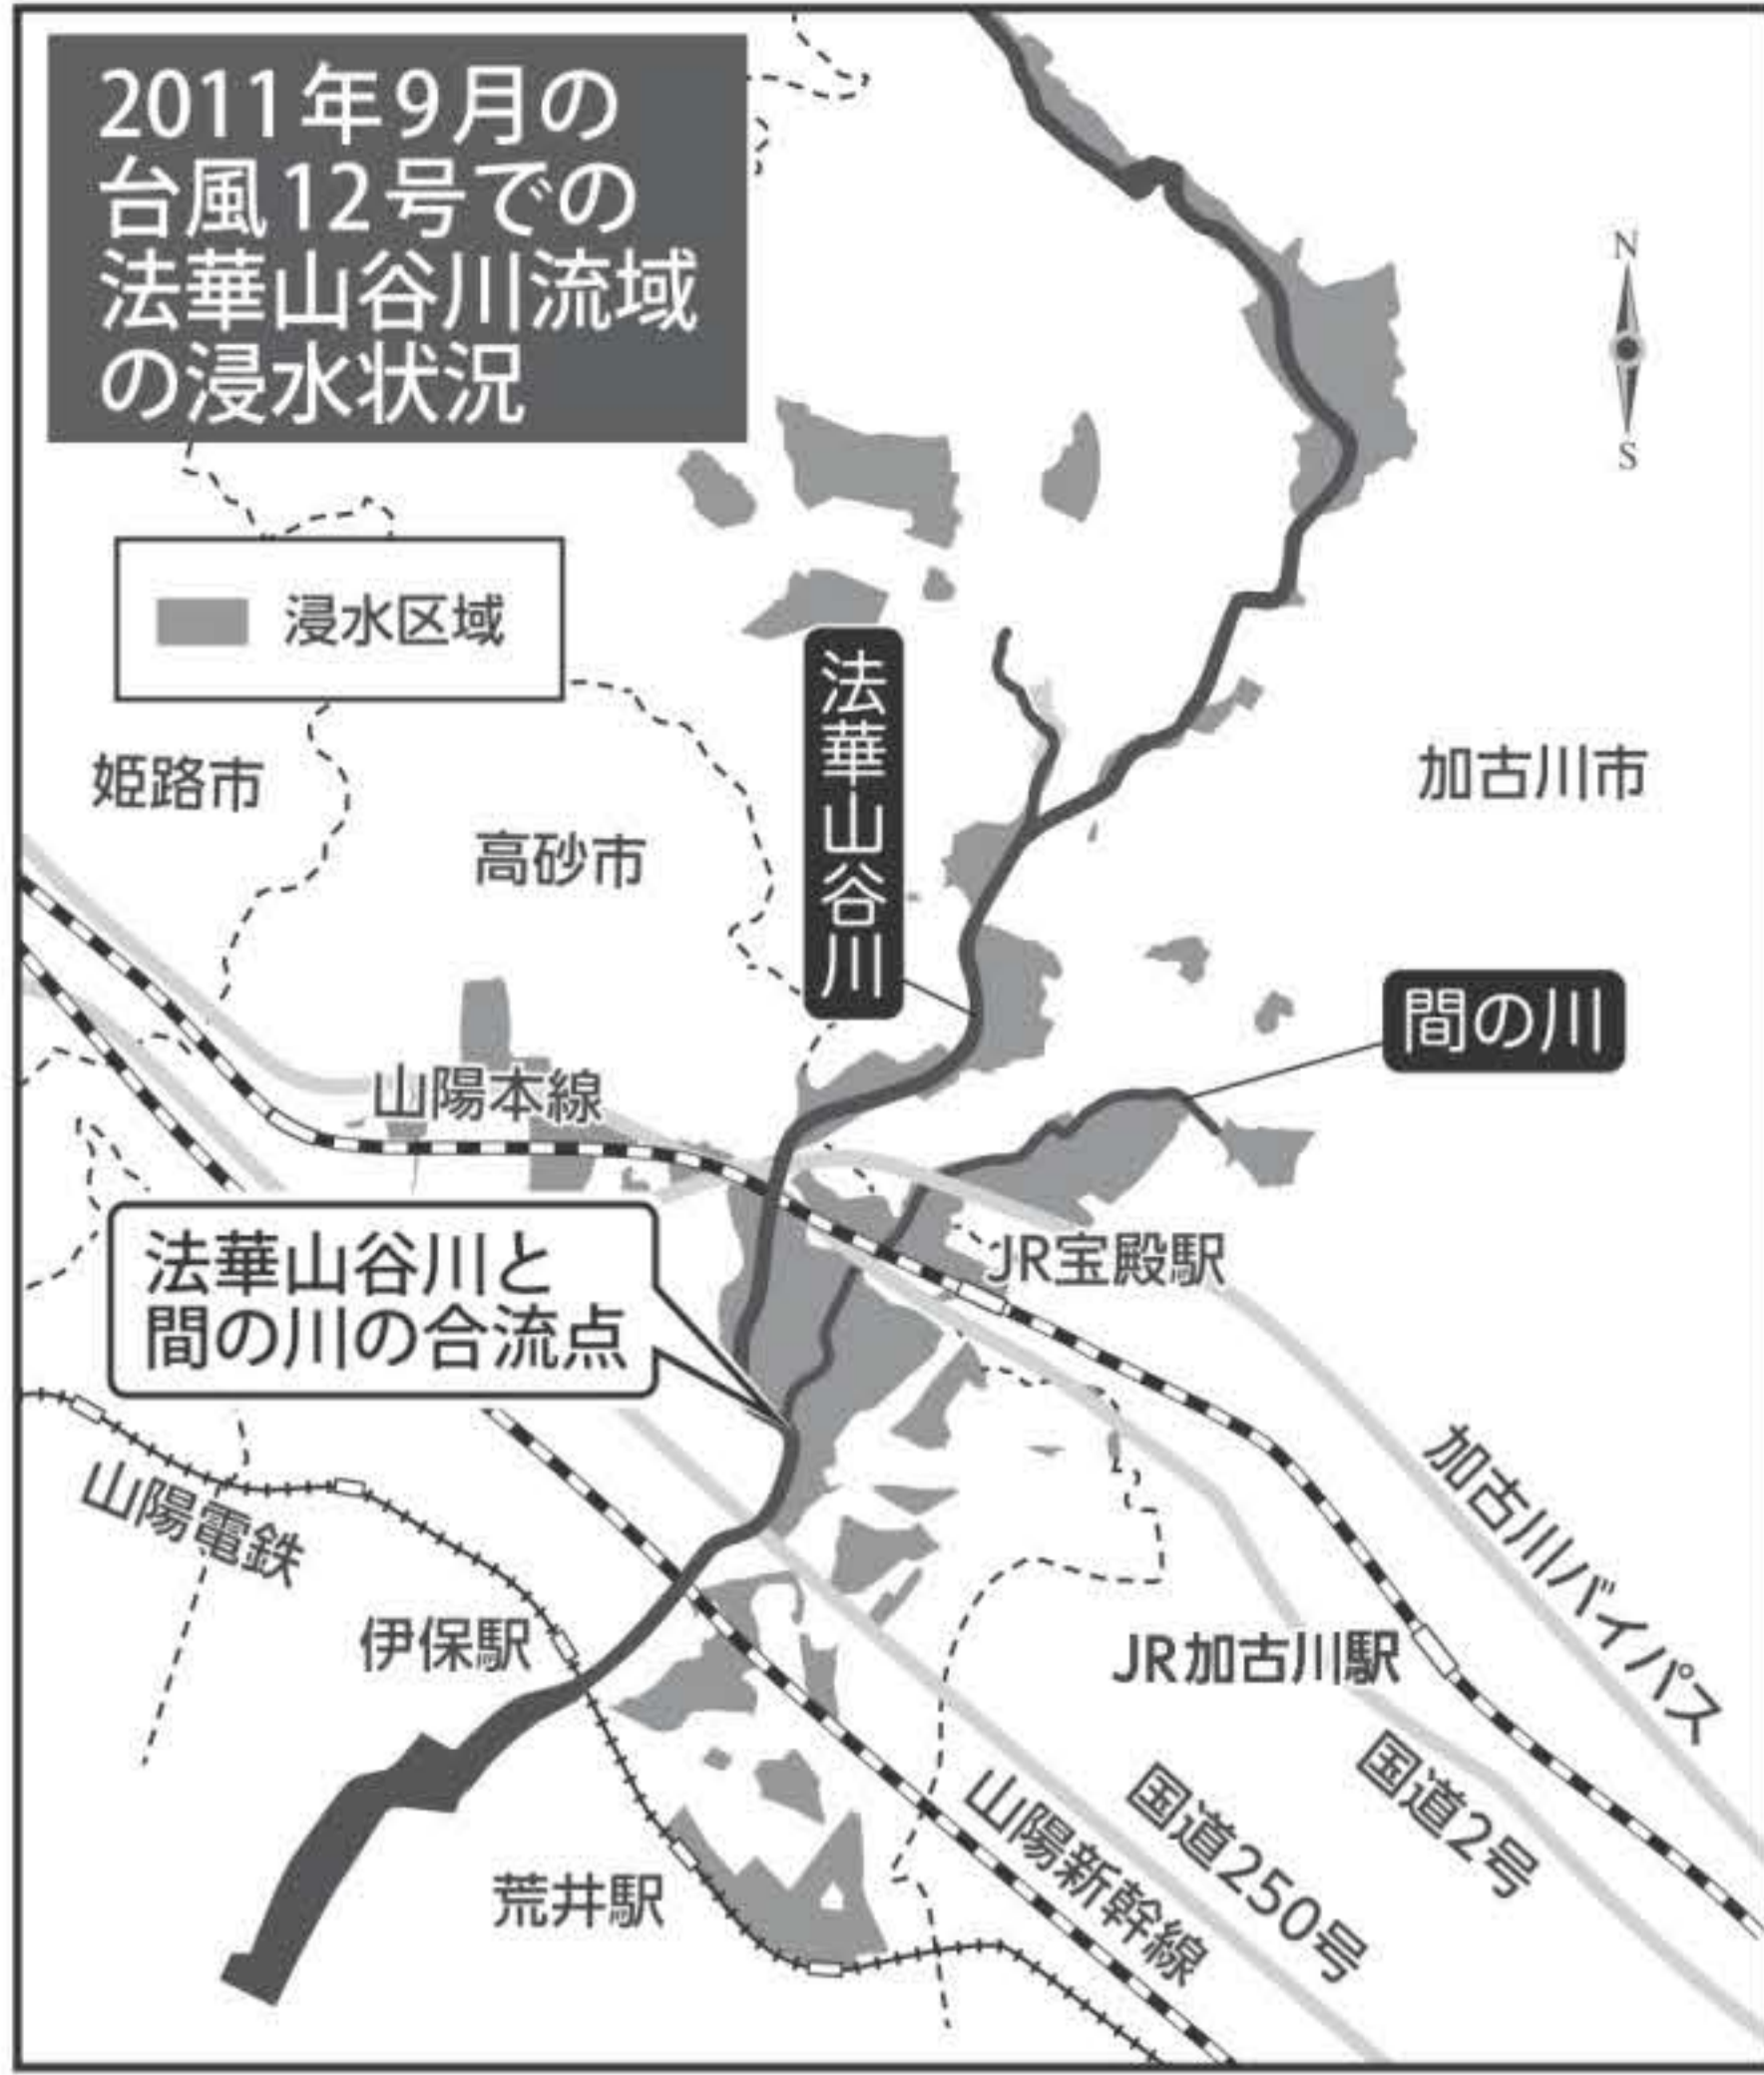 2011年9月の
台風12号での
法華山谷川流域
の浸水状況
N
S
浸水区域
法華山谷川
姫路市
加古川市
高砂市
間の川
山陽本線
JR宝殿駅
法華山谷川と
間の川の合流点
山陽電鉄
加古川バイパス
伊保駅
JR加古川駅
国道2号
国道250号
山陽新幹線
荒井駅